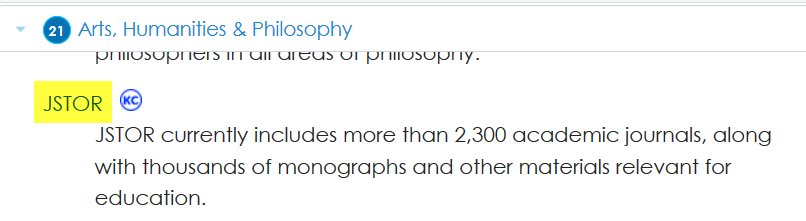 21 Arts, Humanities & Philosophy
philosophers in all areas of philosophy.
JSTOR KC
JSTOR currently includes more than 2,300 academic journals, along
with thousands of monographs and other materials relevant for
education.